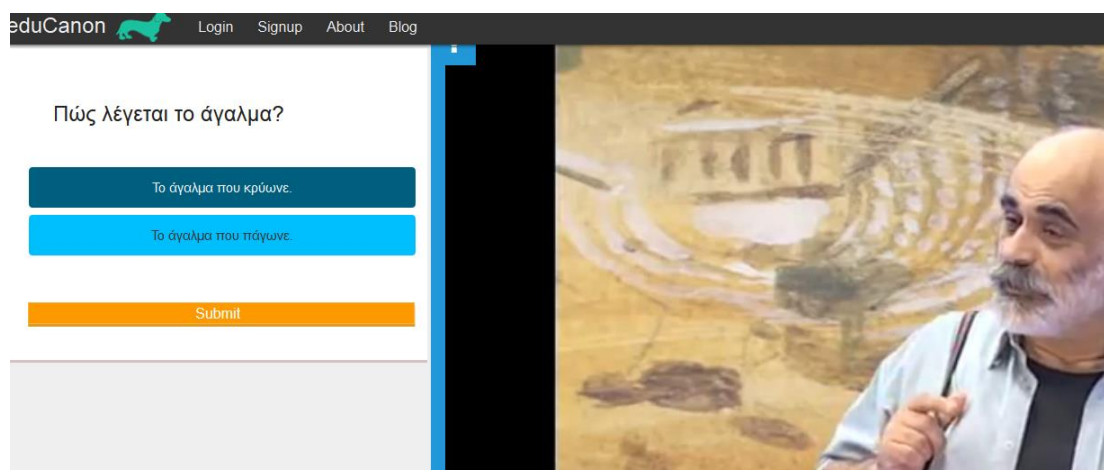 eduCanon Login Signup About Blog
Πώς λέγεται το άγαλμα?
Το άγαλμα που κρύωνε.
Το άγαλμα που πάγωνε.
Submit